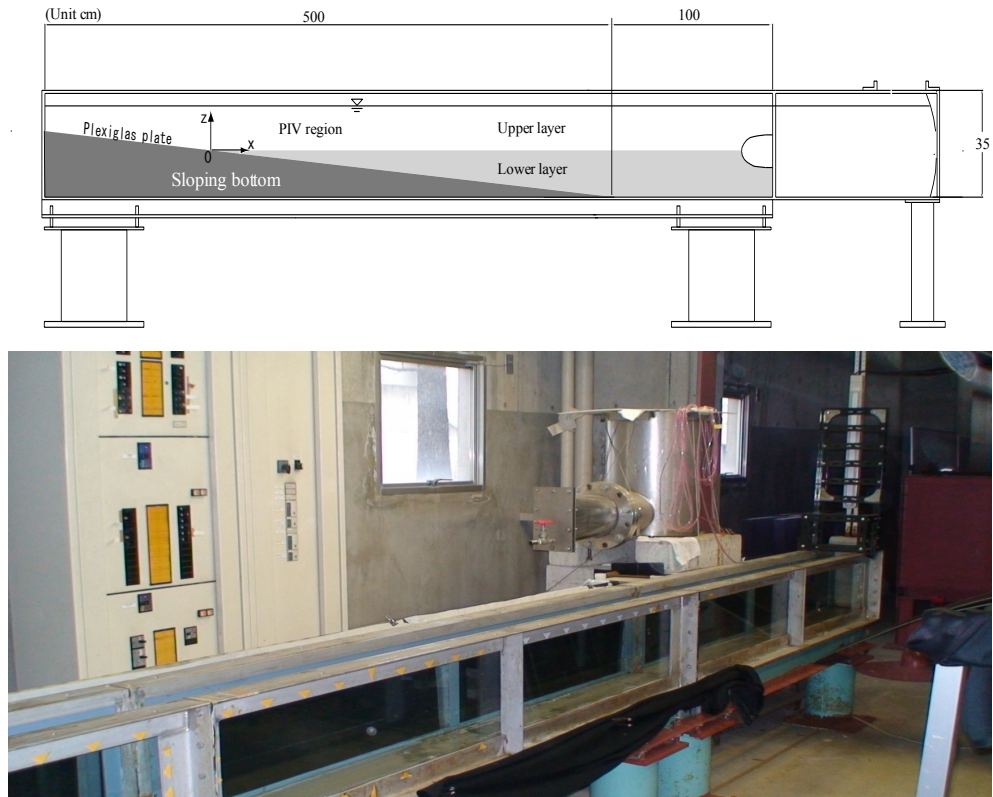 (Unit cm)
500
100
Plexiglas plate
z
PIV region
Upper layer
x
0
Lower layer
Sloping bottom
35